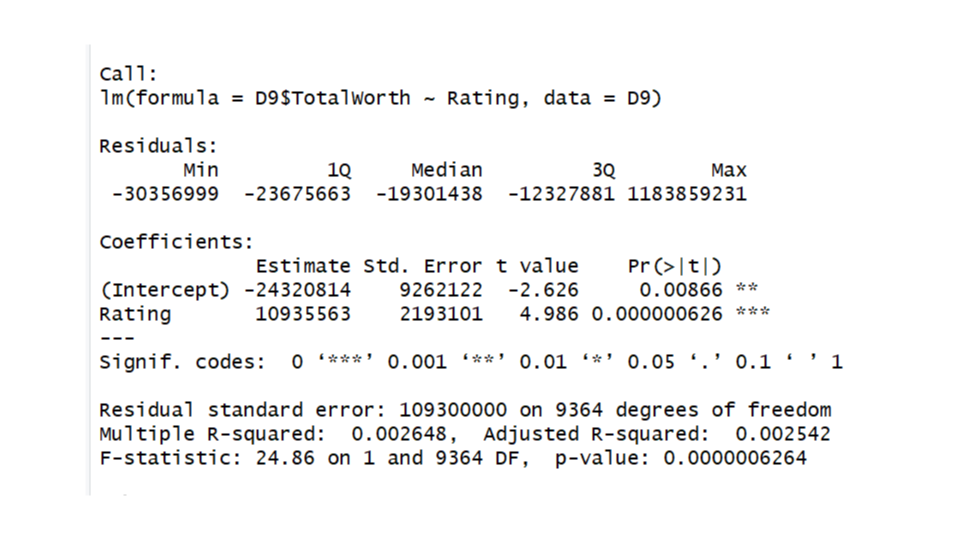 Call:
lm(formula = D9$TotalWorth ~ Rating, data = D9)
Residuals:
Min 1Q Median 3Q Max
-30356999 -23675663 -19301438 -12327881 1183859231
Coefficients:
Estimate Std. Error t value Pr(>|t|)
(Intercept) -24320814 9262122 -2.626 0.00866 **
Rating 10935563 2193101 4.986 0.000000626 ***
---
Signif. codes: 0 ‘***’ 0.001 ‘**’ 0.01 ‘*’ 0.05 ‘.’ 0.1 ‘ ’ 1
Residual standard error: 109300000 on 9364 degrees of freedom
Multiple R-squared: 0.002648, Adjusted R-squared: 0.002542
F-statistic: 24.86 on 1 and 9364 DF, p-value: 0.0000006264